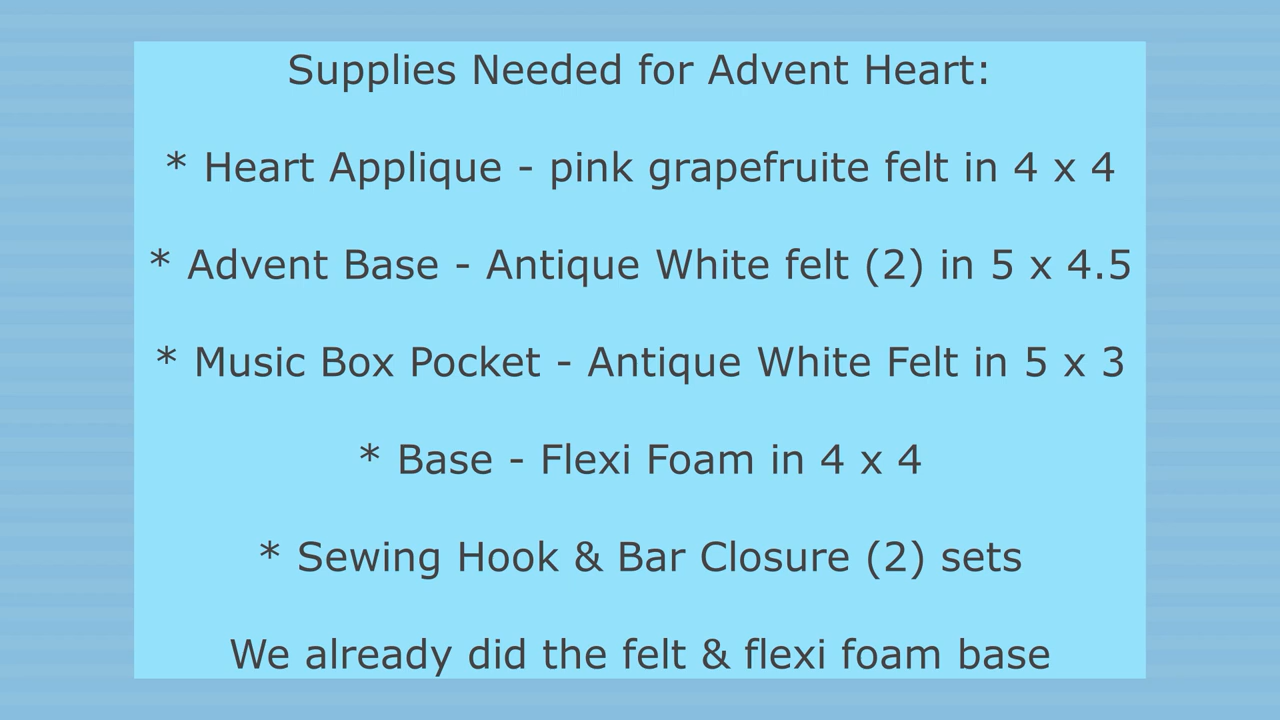 Supplies Needed for Advent Heart:
* Heart Applique - pink grapefruite felt in 4 x 4
* Advent Base - Antique White felt (2) in 5 x 4.5
* Music Box Pocket - Antique White Felt in 5 x 3
* Base - Flexi Foam in 4 x 4
* Sewing Hook & Bar Closure (2) sets
We already did the felt & flexi foam base